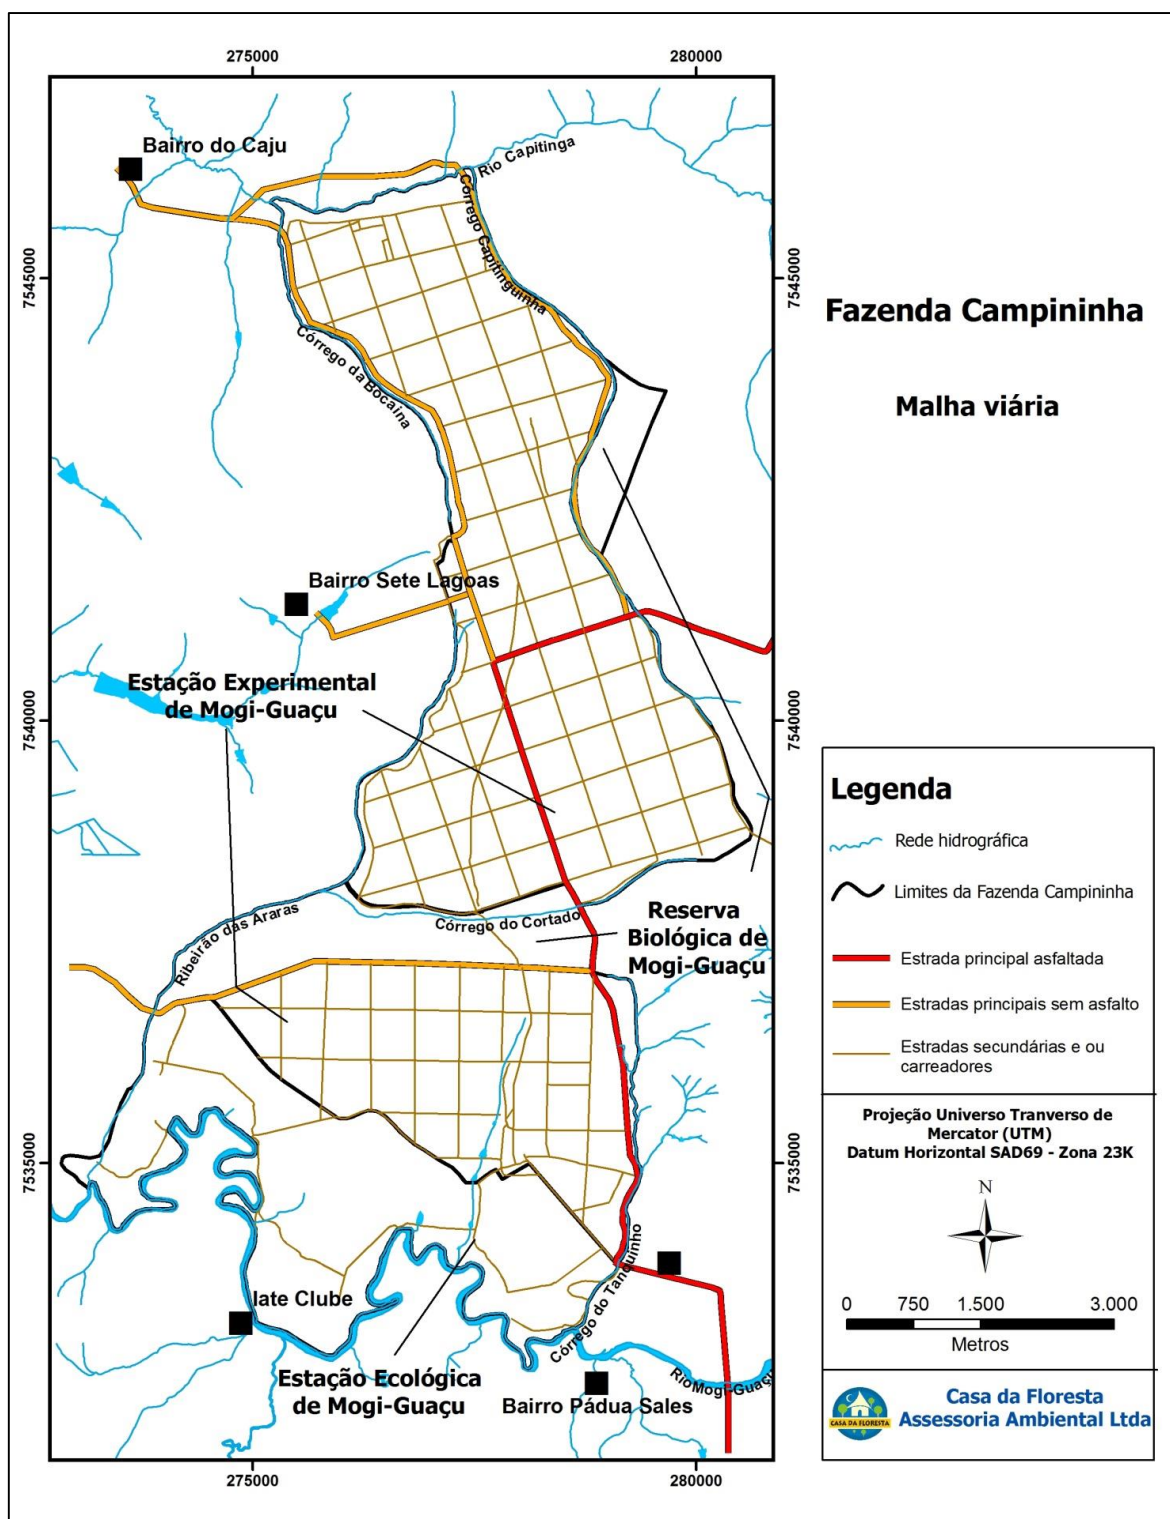 275000
280000
Bairro do Caju
Rio Capitinga
Córrego Capitinguinha
7545000
7545000
Fazenda Campininha
Malha viária
Córrego da Bocaina
Bairro Sete Lagoas
Estação Experimental
de Mogi-Guaçu
7540000
7540000
Legenda
Rede hidrográfica
Limites da Fazenda Campininha
Estrada principal asfaltada
Estradas principais sem asfalto
Estradas secundárias e ou
carreadores
Ribeirão das Araras
Córrego do Cortado
Reserva
Biológica de
Mogi-Guaçu
Projeção Universo Tranverso de
Mercator (UTM)
Datum Horizontal SAD69 - Zona 23K
7535000
7535000
N
Córrego do Tanquinho
Iate Clube
0 750 1.500 3.000
Metros
Estação Ecológica
de Mogi-Guaçu
Rio Mogi-Guaçu
Bairro Pádua Sales
CASA DA FLORESTA
Casa da Floresta
Assessoria Ambiental Ltda
275000
280000